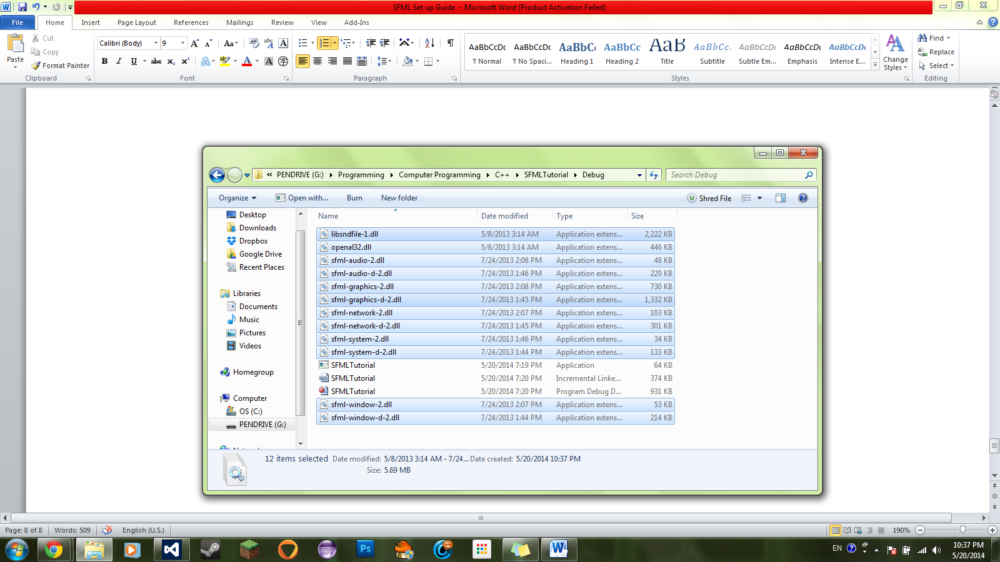 SFML Set up Guide - Microsoft Word (Product Activation Failed)
File Home Insert Page Layout References Mailings Review View Add-Ins
Paste
Cut
Copy
Format Painter
Clipboard
Calibri (Body) 9
Font
Paragraph
AaBbCcDc AaBbCcDc AaBbC AaBbCc AaB AaBbCc. AaBbCcDc AaBbCcDc AaBbCcDc
¶ Normal ¶ No Spaci... Heading 1 Heading 2 Title Subtitle Subtle Em... Emphasis Intense E...
Styles
Change Styles
Find
Replace
Select
Editing
« PENDRIVE (G:) Programming Computer Programming C++ SFMLTutorial Debug
Search Debug
Organize Open with... Burn New folder Shred File
Desktop
Downloads
Dropbox
Google Drive
Recent Places
Libraries
Documents
Music
Pictures
Videos
Homegroup
Computer
OS (C:)
PENDRIVE (G:)
Name Date modified Type Size
libsndfile-1.dll 5/8/2013 3:14 AM Application extens... 2,222 KB
openal32.dll 5/8/2013 3:14 AM Application extens... 446 KB
sfml-audio-2.dll 7/24/2013 2:08 PM Application extens... 48 KB
sfml-audio-d-2.dll 7/24/2013 1:46 PM Application extens... 220 KB
sfml-graphics-2.dll 7/24/2013 2:08 PM Application extens... 730 KB
sfml-graphics-d-2.dll 7/24/2013 1:45 PM Application extens... 1,332 KB
sfml-network-2.dll 7/24/2013 2:07 PM Application extens... 103 KB
sfml-network-d-2.dll 7/24/2013 1:45 PM Application extens... 301 KB
sfml-system-2.dll 7/24/2013 1:46 PM Application extens... 34 KB
sfml-system-d-2.dll 7/24/2013 1:44 PM Application extens... 133 KB
SFMLTutorial 5/20/2014 7:19 PM Application 64 KB
SFMLTutorial 5/20/2014 7:20 PM Incremental Linke... 374 KB
SFMLTutorial 5/20/2014 7:20 PM Program Debug D... 931 KB
sfml-window-2.dll 7/24/2013 2:07 PM Application extens... 53 KB
sfml-window-d-2.dll 7/24/2013 1:44 PM Application extens... 214 KB
12 items selected Date modified: 5/8/2013 3:14 AM - 7/24... Date created: 5/20/2014 10:37 PM
Size: 5.69 MB
Page: 8 of 8 Words: 509 English (U.S.) 190%
EN 10:37 PM
5/20/2014